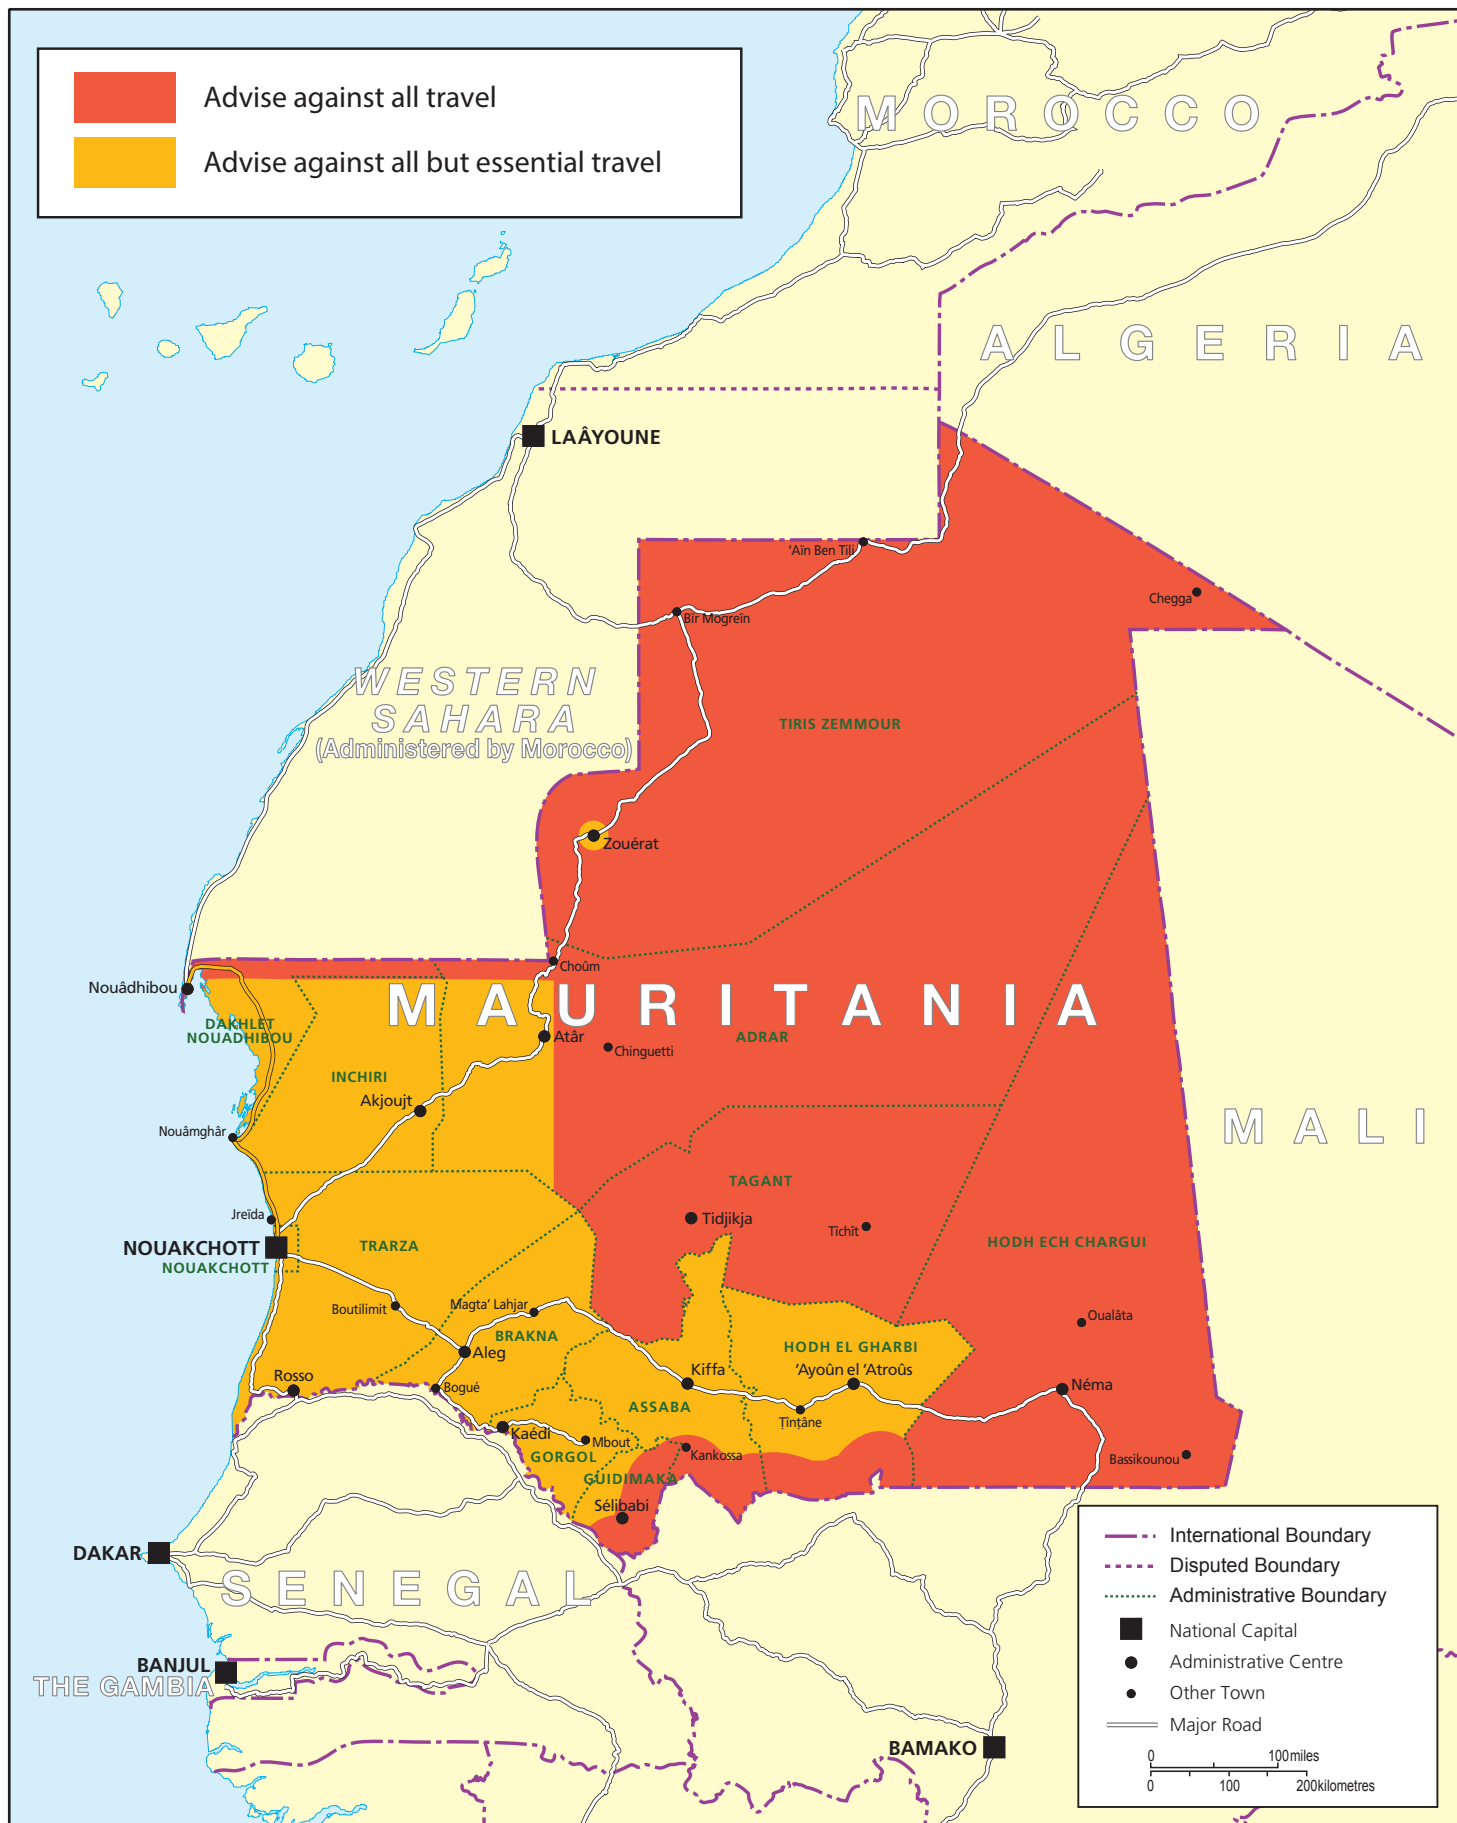 Advise against all travel
Advise against all but essential travel
MOROCCO
ALGERIA
LAÂYOUNE
'Aïn Ben Tili
Chegga
Bîr Mogreïn
WESTERN
SAHARA
(Administered by Morocco)
TIRIS ZEMMOUR
Zouérat
Choûm
Nouâdhibou
MAURITANIA
DAKHLET
NOUADHIBOU
Atâr
Chinguetti
ADRAR
INCHIRI
Akjoujt
Nouâmghâr
MALI
TAGANT
Jreïda
Tidjikja
Tîchît
NOUAKCHOTT
TRARZA
HODH ECH CHARGUI
NOUAKCHOTT
Boutilimit
Magta' Lahjar
Oualâta
BRAKNA
HODH EL GHARBI
Aleg
Rosso
Kiffa
'Ayoûn el 'Atroûs
Bogué
Néma
ASSABA
Ṭînṭâne
Kaédi
Mbout
Kankossa
GORGOL
Bassikounou
GUIDIMAKA
Sélibabi
DAKAR
SENEGAL
BANJUL
THE GAMBIA
BAMAKO
International Boundary
Disputed Boundary
Administrative Boundary
National Capital
Administrative Centre
Other Town
Major Road
0 100 miles
0 100 200 kilometres